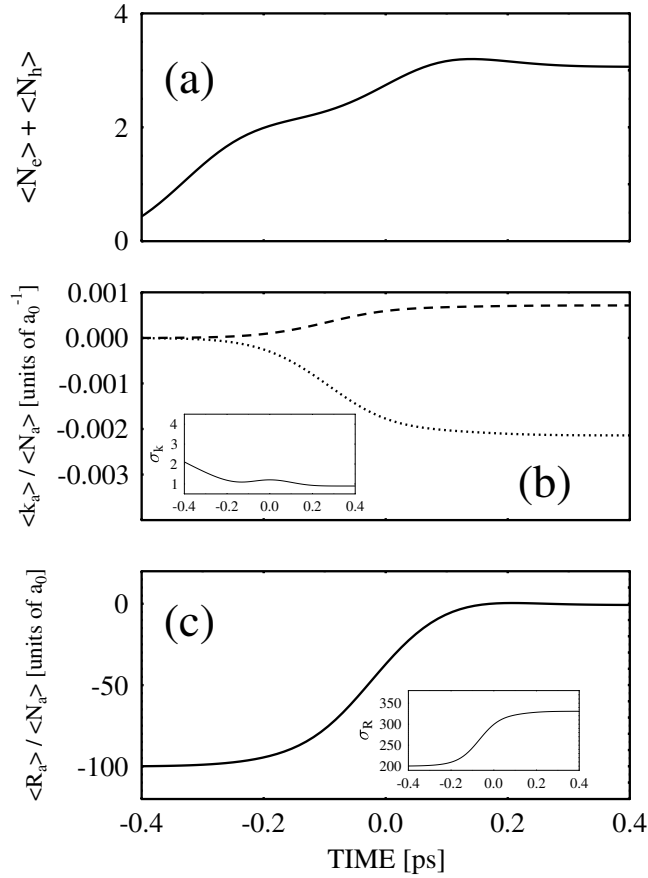 4
2
0
<N_e> + <N_h>
(a)
0.001
0.000
-0.001
-0.002
-0.003
<k_a> / <N_a> [units of a_0^-1]
4
3
2
1
σ_k
-0.4 -0.2 0.0 0.2 0.4
(b)
0
-50
-100
<R_a> / <N_a> [units of a_0]
(c)
350
300
250
200
σ_R
-0.4 -0.2 0.0 0.2 0.4
-0.4 -0.2 0.0 0.2 0.4
TIME [ps]